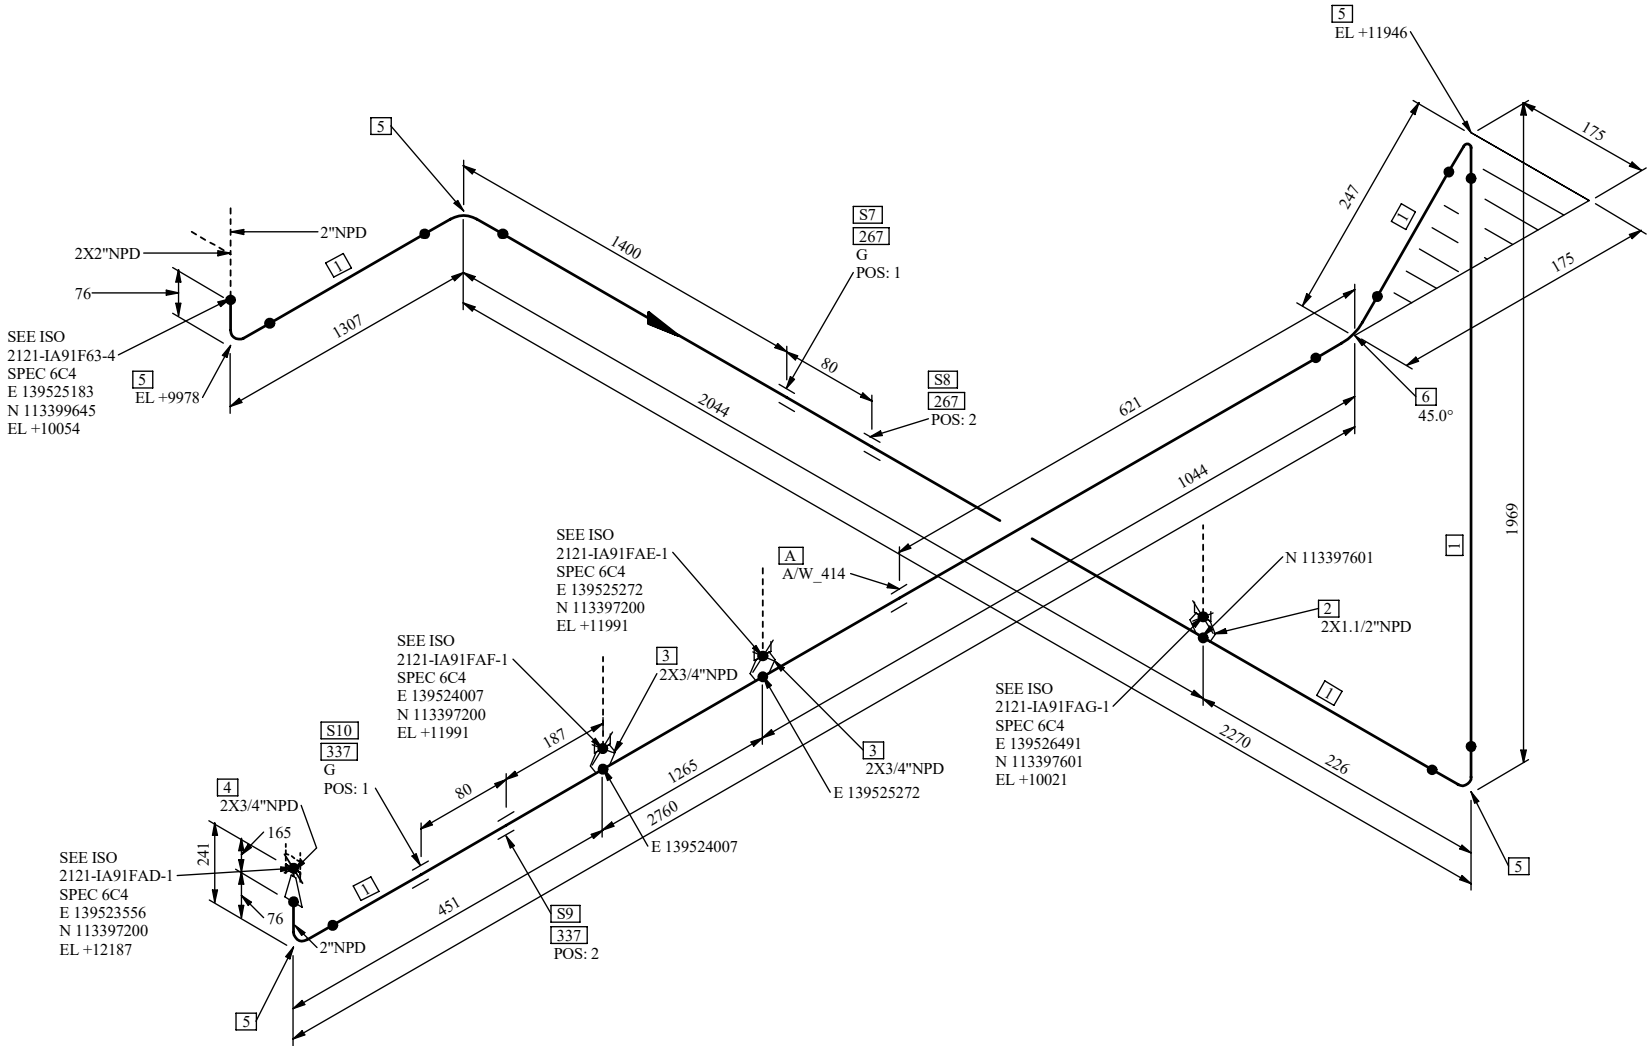 5
EL +11946
175
247
1
175
5
1400
S7
267
G
POS: 1
2"NPD
2X2"NPD
1
76
1307
80
SEE ISO
2121-IA91F63-4
SPEC 6C4
E 139525183
N 113399645
EL +10054
5
EL +9978
2044
S8
267
POS: 2
621
6
45.0°
1044
1969
1
SEE ISO
2121-IA91FAE-1
SPEC 6C4
E 139525272
N 113397200
EL +11991
A
A/W_414
N 113397601
2
2X1.1/2"NPD
SEE ISO
2121-IA91FAF-1
SPEC 6C4
E 139524007
N 113397200
EL +11991
3
2X3/4"NPD
SEE ISO
2121-IA91FAG-1
SPEC 6C4
E 139526491
N 113397601
EL +10021
1
2270
226
S10
337
G
POS: 1
187
80
3
2X3/4"NPD
1265
2760
E 139525272
E 139524007
4
2X3/4"NPD
165
241
76
SEE ISO
2121-IA91FAD-1
SPEC 6C4
E 139523556
N 113397200
EL +12187
1
451
2"NPD
S9
337
POS: 2
5
5